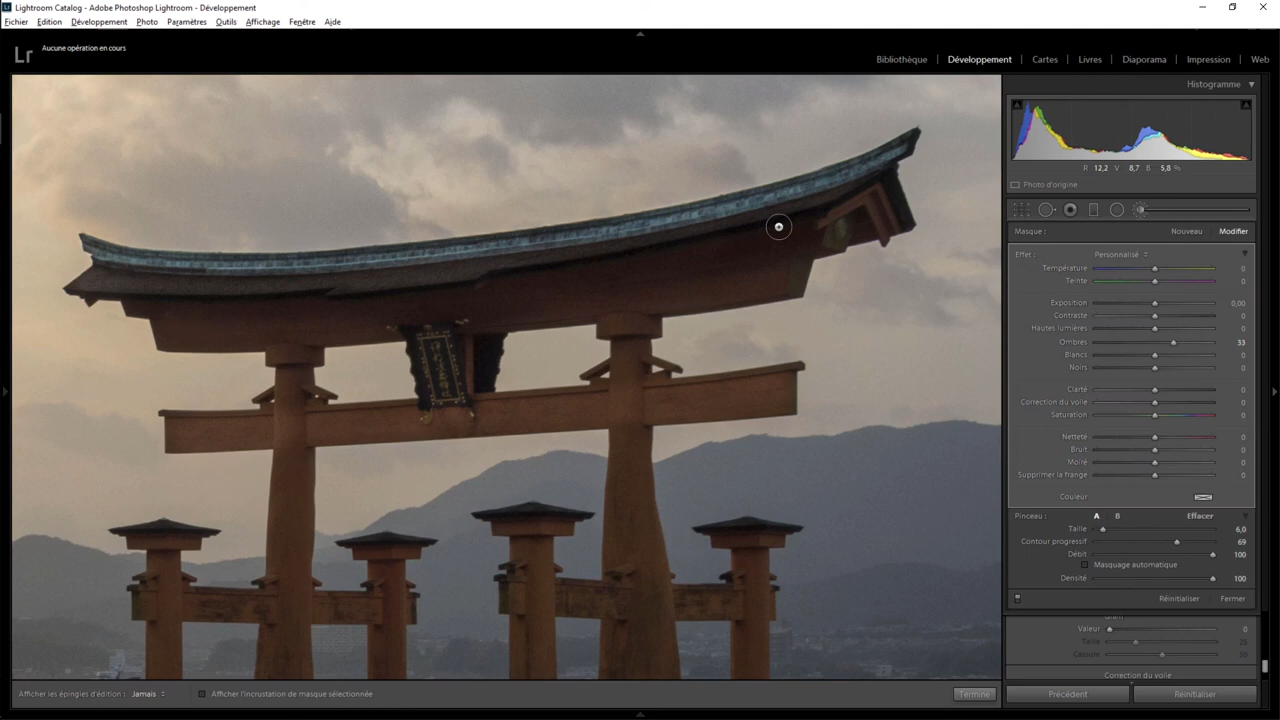 Lightroom Catalog - Adobe Photoshop Lightroom - Développement
Fichier Edition Développement Photo Paramètres Outils Affichage Fenêtre Aide
Lr Aucune opération en cours
Bibliothèque | Développement | Cartes | Livres | Diaporama | Impression | Web
Histogramme
R 12,2 V 8,7 B 5,8 %
Photo d'origine
Masque : Nouveau Modifier
Effet : Personnalisé
Température 0
Teinte 0
Exposition 0,00
Contraste 0
Hautes lumières 0
Ombres 33
Blancs 0
Noirs 0
Clarté 0
Correction du voile 0
Saturation 0
Netteté 0
Bruit 0
Moiré 0
Supprimer la frange 0
Couleur
Pinceau : A B Effacer
Taille 6,0
Contour progressif 69
Débit 100
Masquage automatique
Densité 100
Réinitialiser Fermer
Grain
Valeur 0
Taille 25
Cassure 50
Correction du voile
Afficher les épingles d'édition : Jamais Afficher l'incrustation de masque sélectionnée Terminé
Précédent Réinitialiser